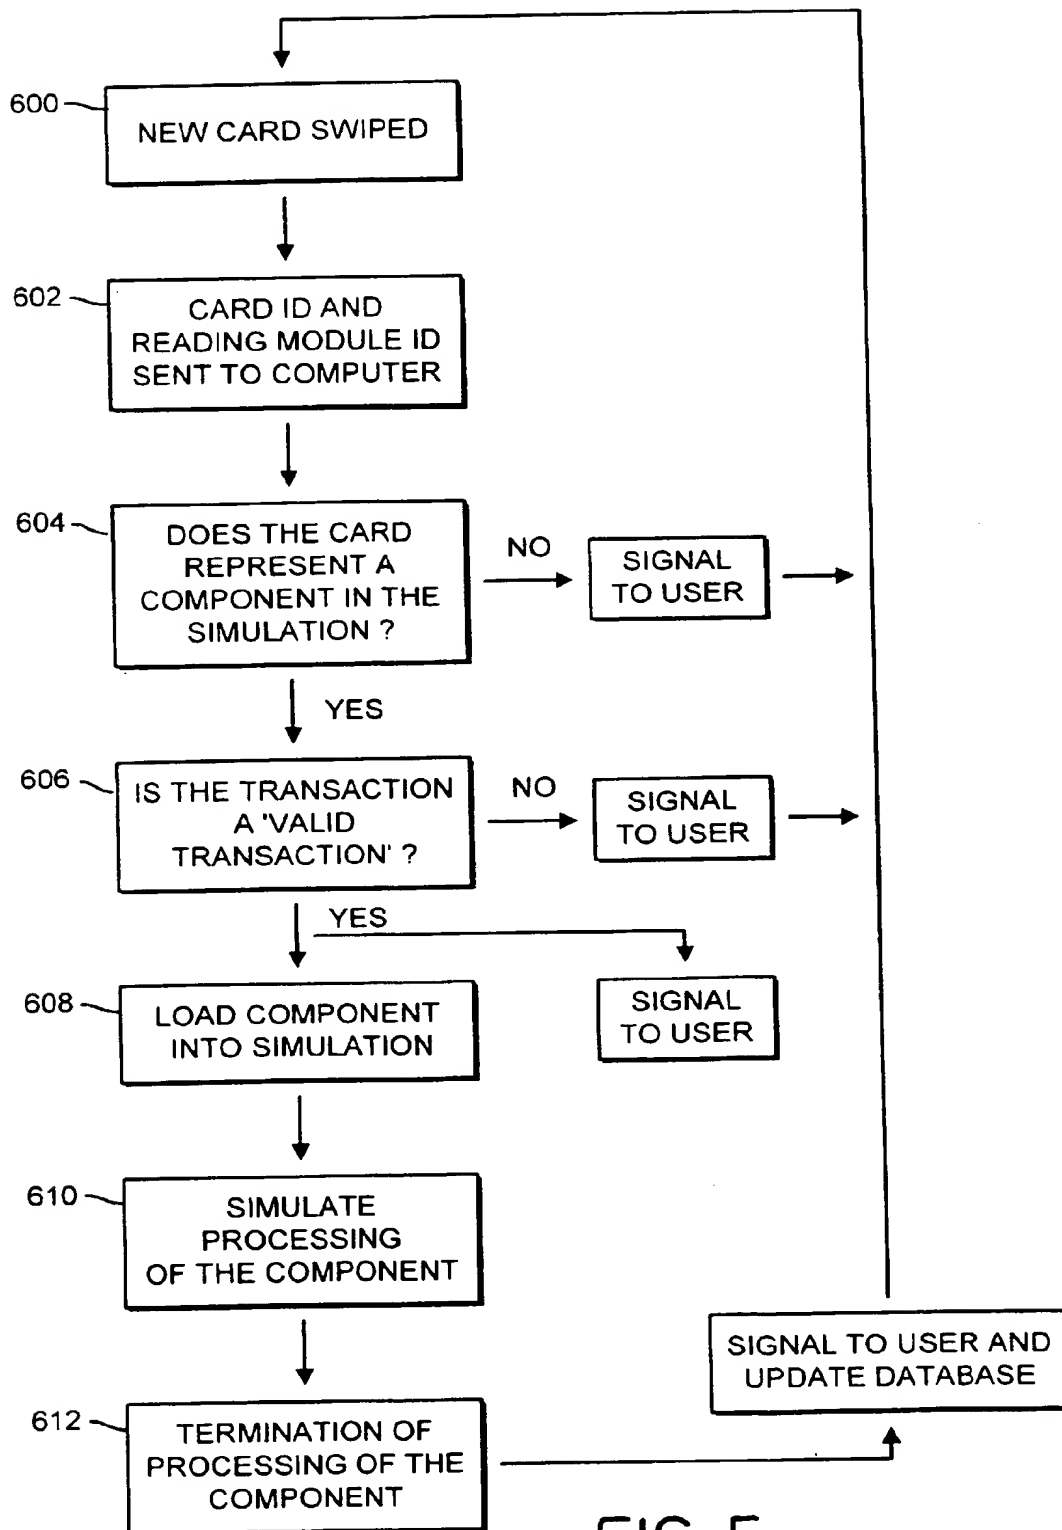 600
NEW CARD SWIPED
602
CARD ID AND
READING MODULE ID
SENT TO COMPUTER
604
DOES THE CARD
REPRESENT A
COMPONENT IN THE
SIMULATION ?
NO
SIGNAL
TO USER
YES
606
IS THE TRANSACTION
A 'VALID
TRANSACTION' ?
NO
SIGNAL
TO USER
YES
608
LOAD COMPONENT
INTO SIMULATION
SIGNAL
TO USER
610
SIMULATE
PROCESSING
OF THE COMPONENT
SIGNAL TO USER AND
UPDATE DATABASE
612
TERMINATION OF
PROCESSING OF THE
COMPONENT